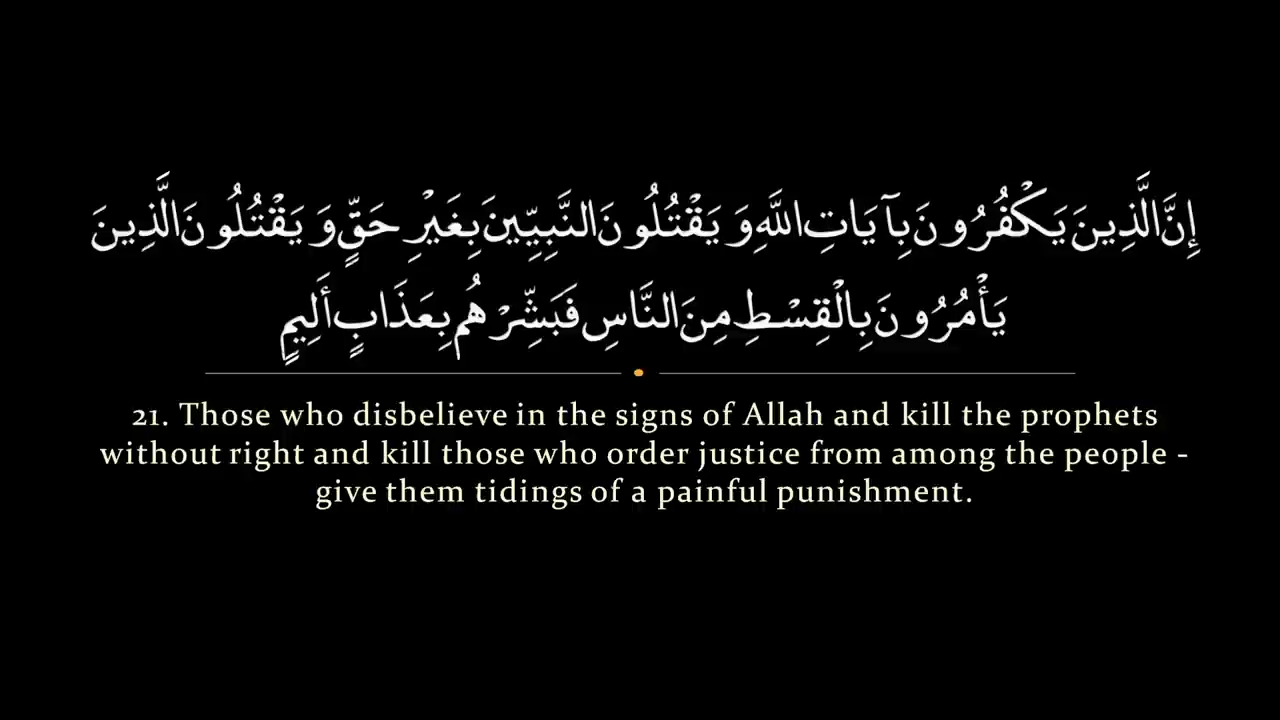 إِنَّ الَّذِينَ يَكْفُرُونَ بِآيَاتِ اللَّهِ وَيَقْتُلُونَ النَّبِيِّينَ بِغَيْرِ حَقٍّ وَيَقْتُلُونَ الَّذِينَ
يَأْمُرُونَ بِالْقِسْطِ مِنَ النَّاسِ فَبَشِّرْهُم بِعَذَابٍ أَلِيمٍ
21. Those who disbelieve in the signs of Allah and kill the prophets
without right and kill those who order justice from among the people -
give them tidings of a painful punishment.